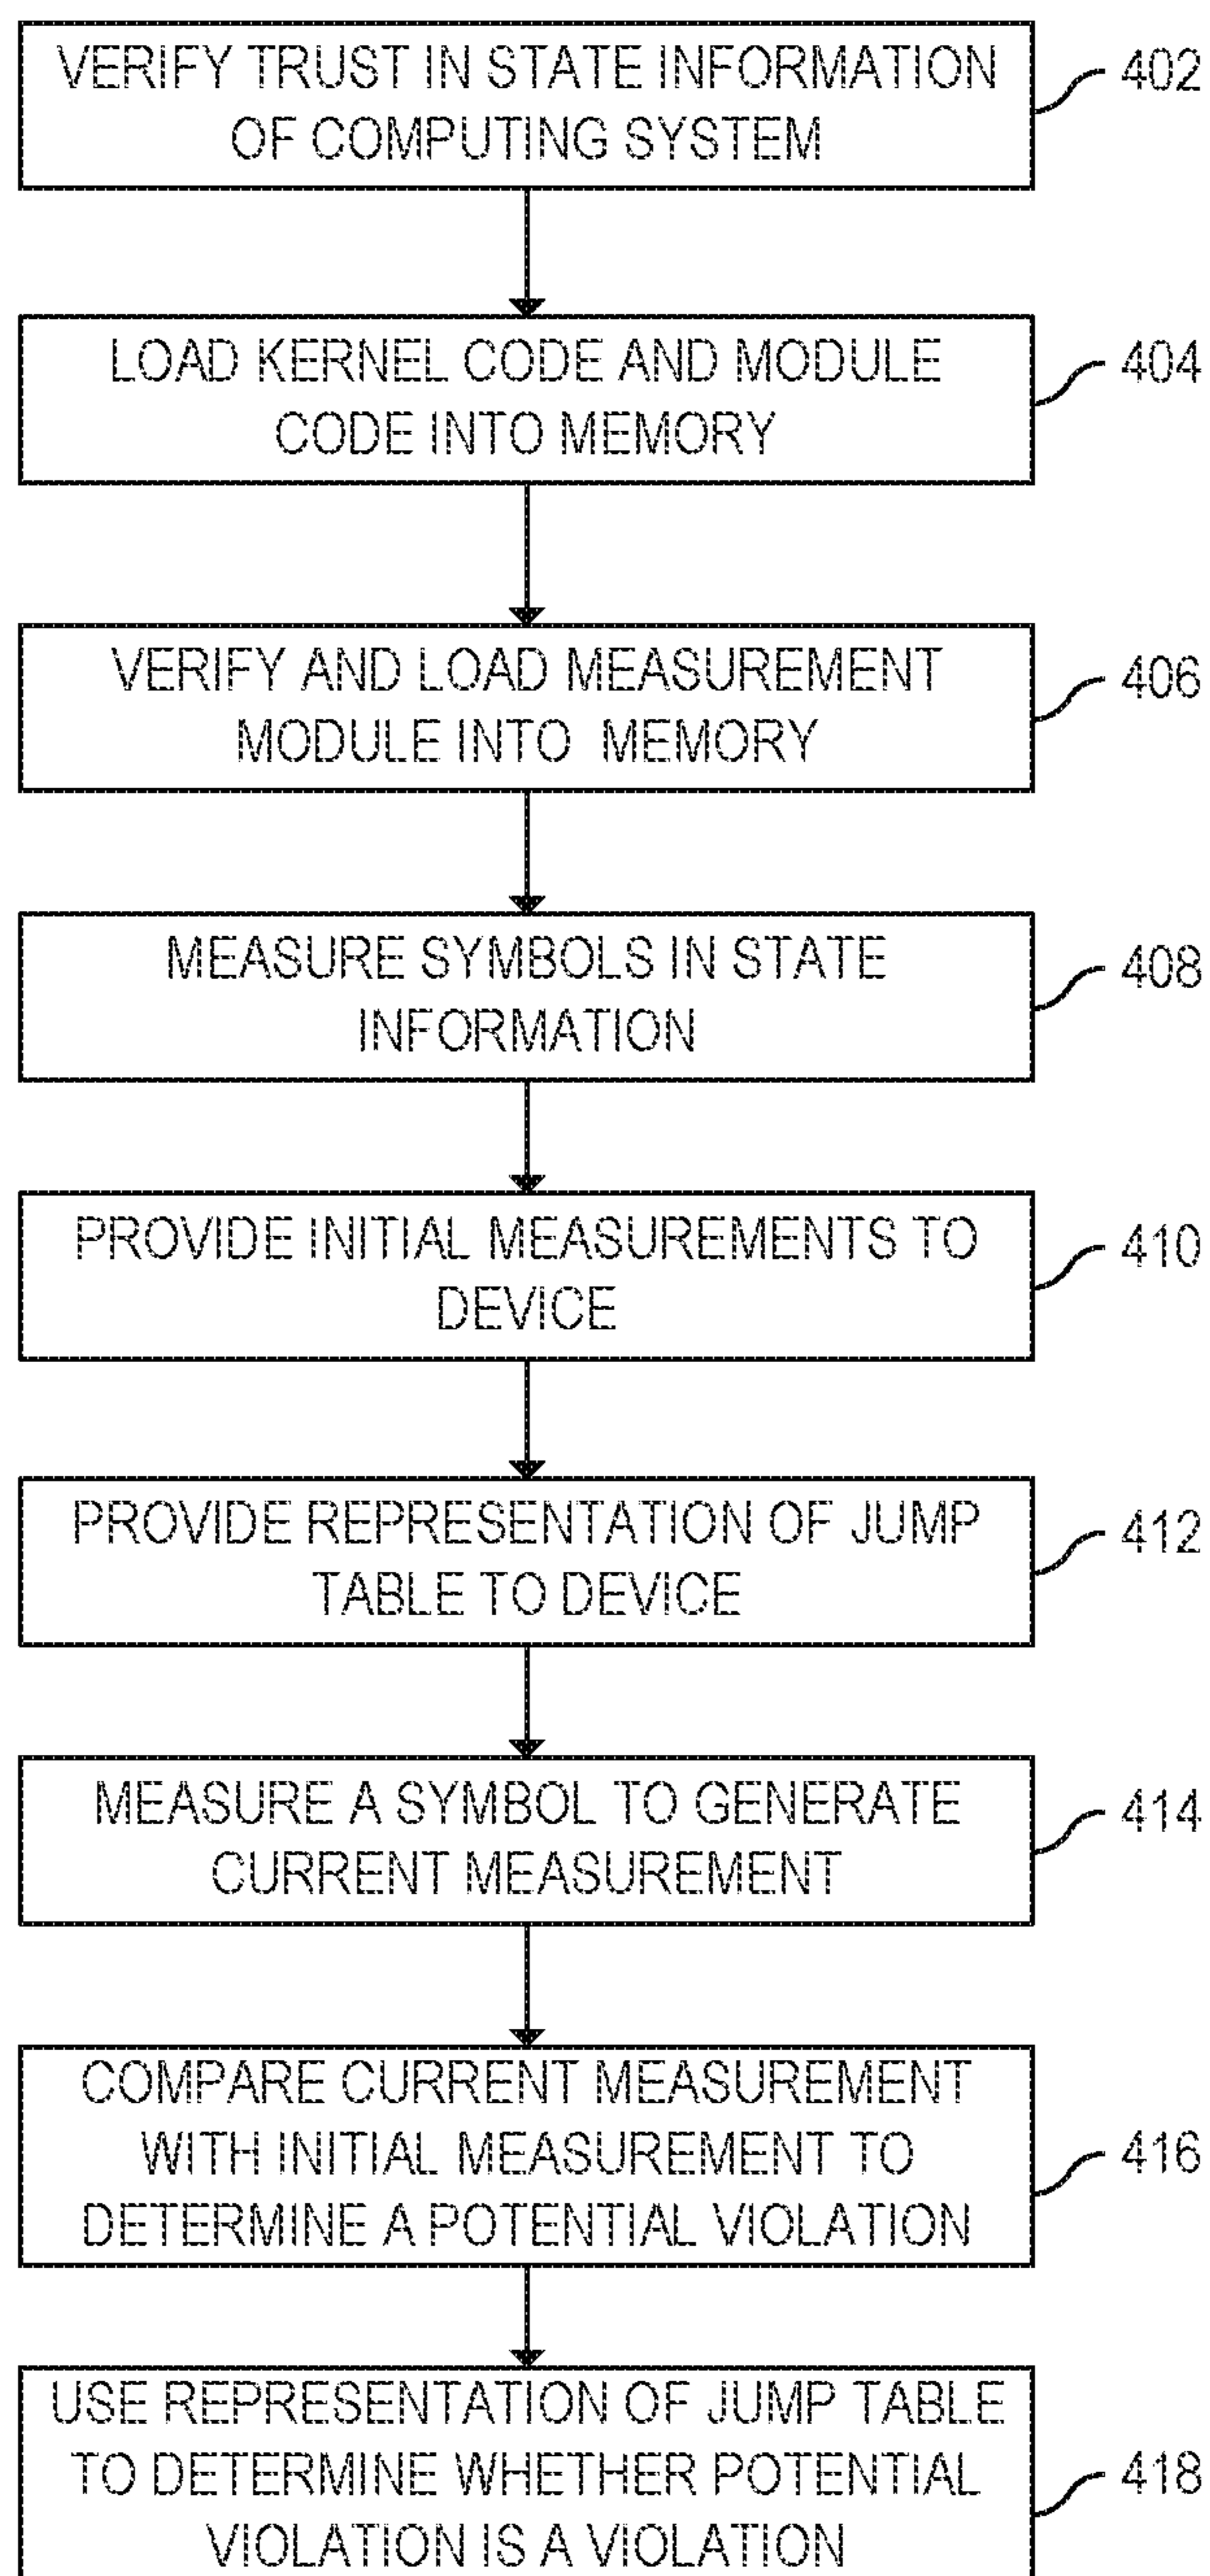 VERIFY TRUST IN STATE INFORMATION
OF COMPUTING SYSTEM
402
LOAD KERNEL CODE AND MODULE
CODE INTO MEMORY
404
VERIFY AND LOAD MEASUREMENT
MODULE INTO MEMORY
406
MEASURE SYMBOLS IN STATE
INFORMATION
408
PROVIDE INITIAL MEASUREMENTS TO
DEVICE
410
PROVIDE REPRESENTATION OF JUMP
TABLE TO DEVICE
412
MEASURE A SYMBOL TO GENERATE
CURRENT MEASUREMENT
414
COMPARE CURRENT MEASUREMENT
WITH INITIAL MEASUREMENT TO
DETERMINE A POTENTIAL VIOLATION
416
USE REPRESENTATION OF JUMP TABLE
TO DETERMINE WHETHER POTENTIAL
VIOLATION IS A VIOLATION
418